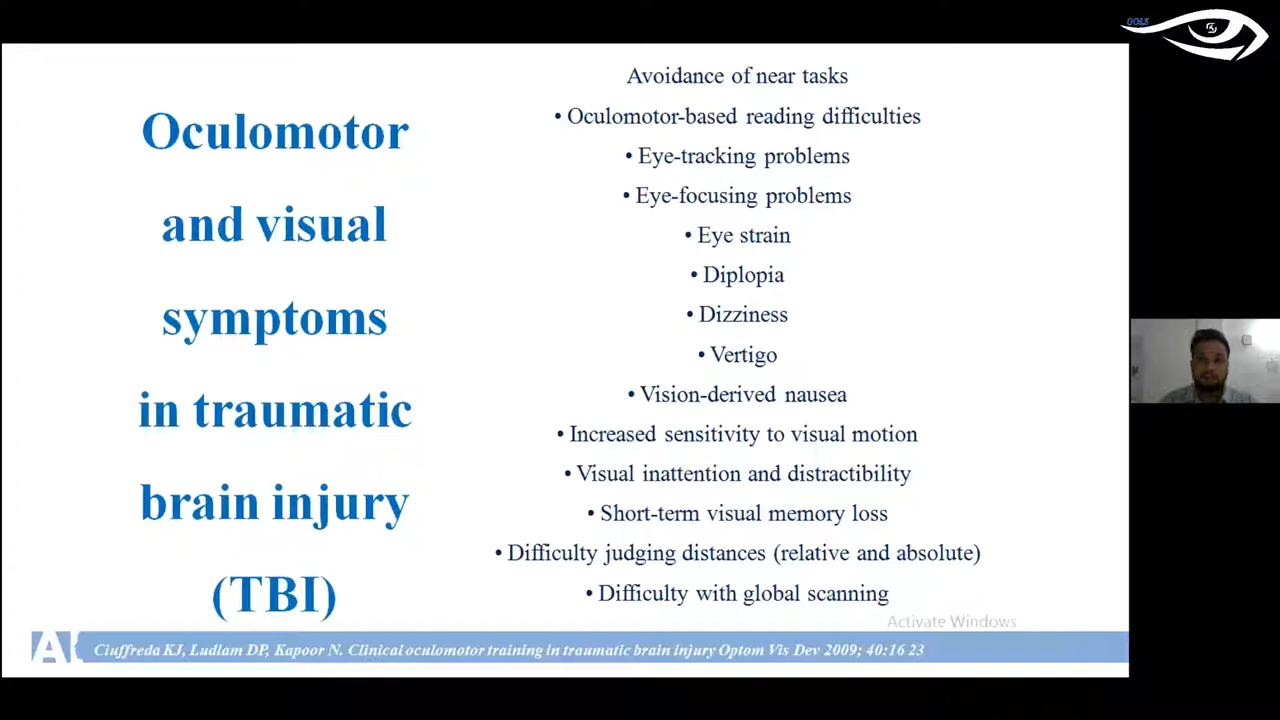 GOLS
Oculomotor
and visual
symptoms
in traumatic
brain injury
(TBI)
Avoidance of near tasks
• Oculomotor-based reading difficulties
• Eye-tracking problems
• Eye-focusing problems
• Eye strain
• Diplopia
• Dizziness
• Vertigo
• Vision-derived nausea
• Increased sensitivity to visual motion
• Visual inattention and distractibility
• Short-term visual memory loss
• Difficulty judging distances (relative and absolute)
• Difficulty with global scanning
Activate Windows
Ciuffreda KJ, Ludlam DP, Kapoor N. Clinical oculomotor training in traumatic brain injury Optom Vis Dev 2009; 40:16 23